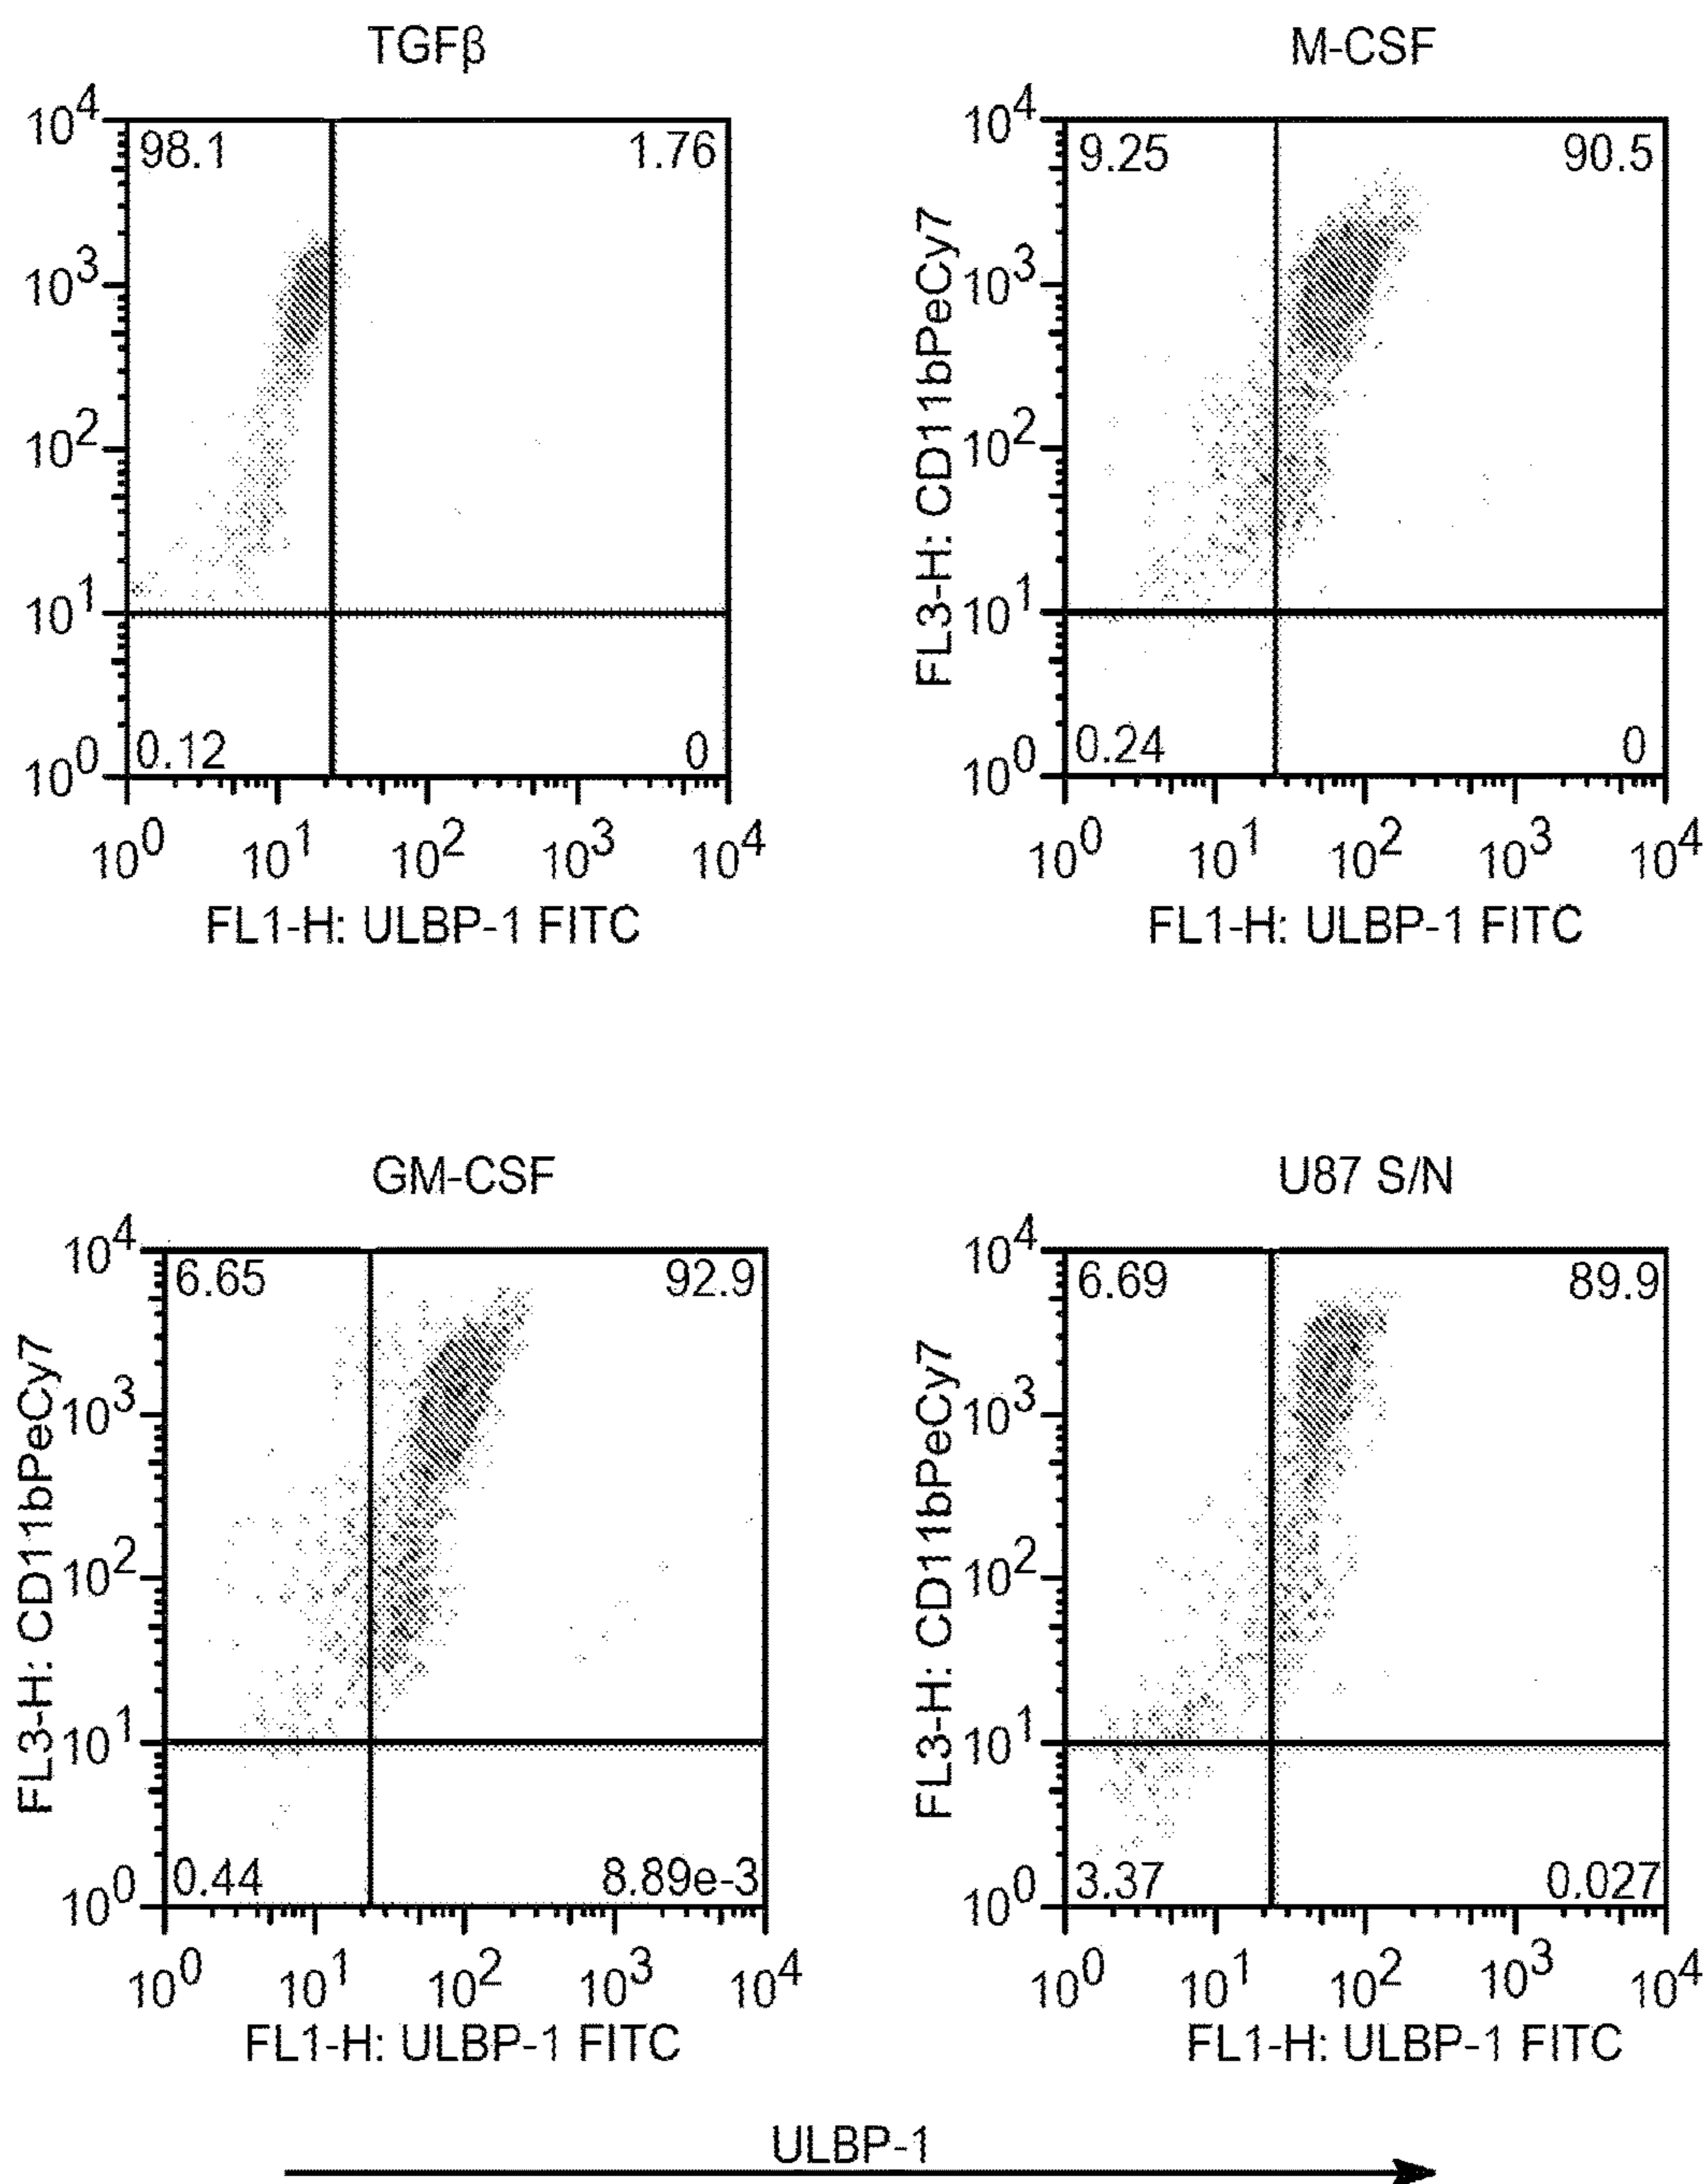 TGFβ
10^4
98.1 1.76
10^3
10^2
10^1
0.12 0
10^0
10^0 10^1 10^2 10^3 10^4
FL1-H: ULBP-1 FITC
M-CSF
FL3-H: CD11bPeCy7
10^4
9.25 90.5
10^3
10^2
10^1
0.24 0
10^0
10^0 10^1 10^2 10^3 10^4
FL1-H: ULBP-1 FITC
GM-CSF
FL3-H: CD11bPeCy7
10^4
6.65 92.9
10^3
10^2
10^1
0.44 8.89e-3
10^0
10^0 10^1 10^2 10^3 10^4
FL1-H: ULBP-1 FITC
U87 S/N
FL3-H: CD11bPeCy7
10^4
6.69 89.9
10^3
10^2
10^1
3.37 0.027
10^0
10^0 10^1 10^2 10^3 10^4
FL1-H: ULBP-1 FITC
ULBP-1